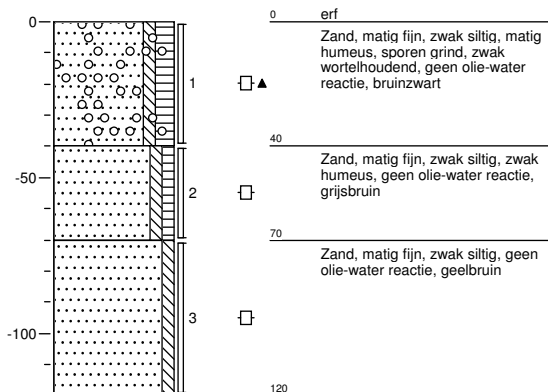 0
0 erf
Zand, matig fijn, zwak siltig, matig
humeus, sporen grind, zwak
wortelhoudend, geen olie-water
reactie, bruinzwart
1
40
Zand, matig fijn, zwak siltig, zwak
humeus, geen olie-water reactie,
grijsbruin
-50
2
70
Zand, matig fijn, zwak siltig, geen
olie-water reactie, geelbruin
3
-100
120